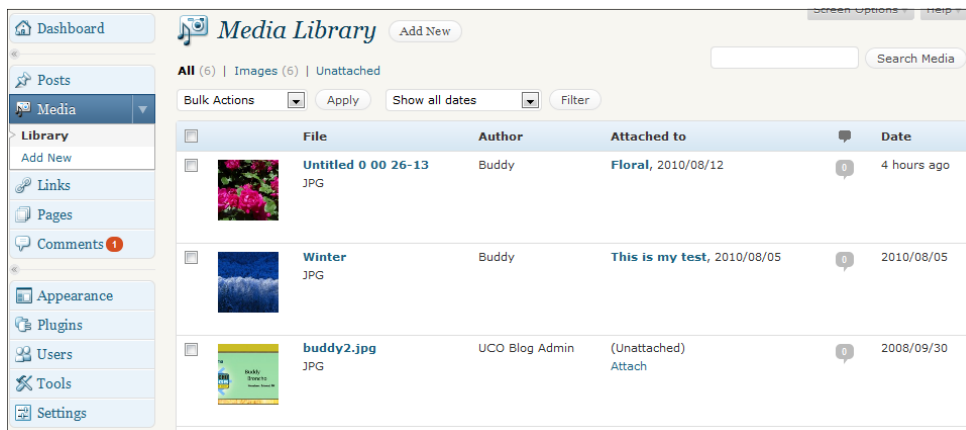 Screen Options
Help
Dashboard
Posts
Media
Library
Add New
Links
Pages
Comments 1
Appearance
Plugins
Users
Tools
Settings
Media Library Add New
Search Media
All (6) | Images (6) | Unattached
Bulk Actions Apply Show all dates Filter
File Author Attached to Date
Untitled 0 00 26-13 Buddy Floral, 2010/08/12 0 4 hours ago
JPG
Winter Buddy This is my test, 2010/08/05 0 2010/08/05
JPG
buddy2.jpg UCO Blog Admin (Unattached) 0 2008/09/30
JPG Attach
Buddy